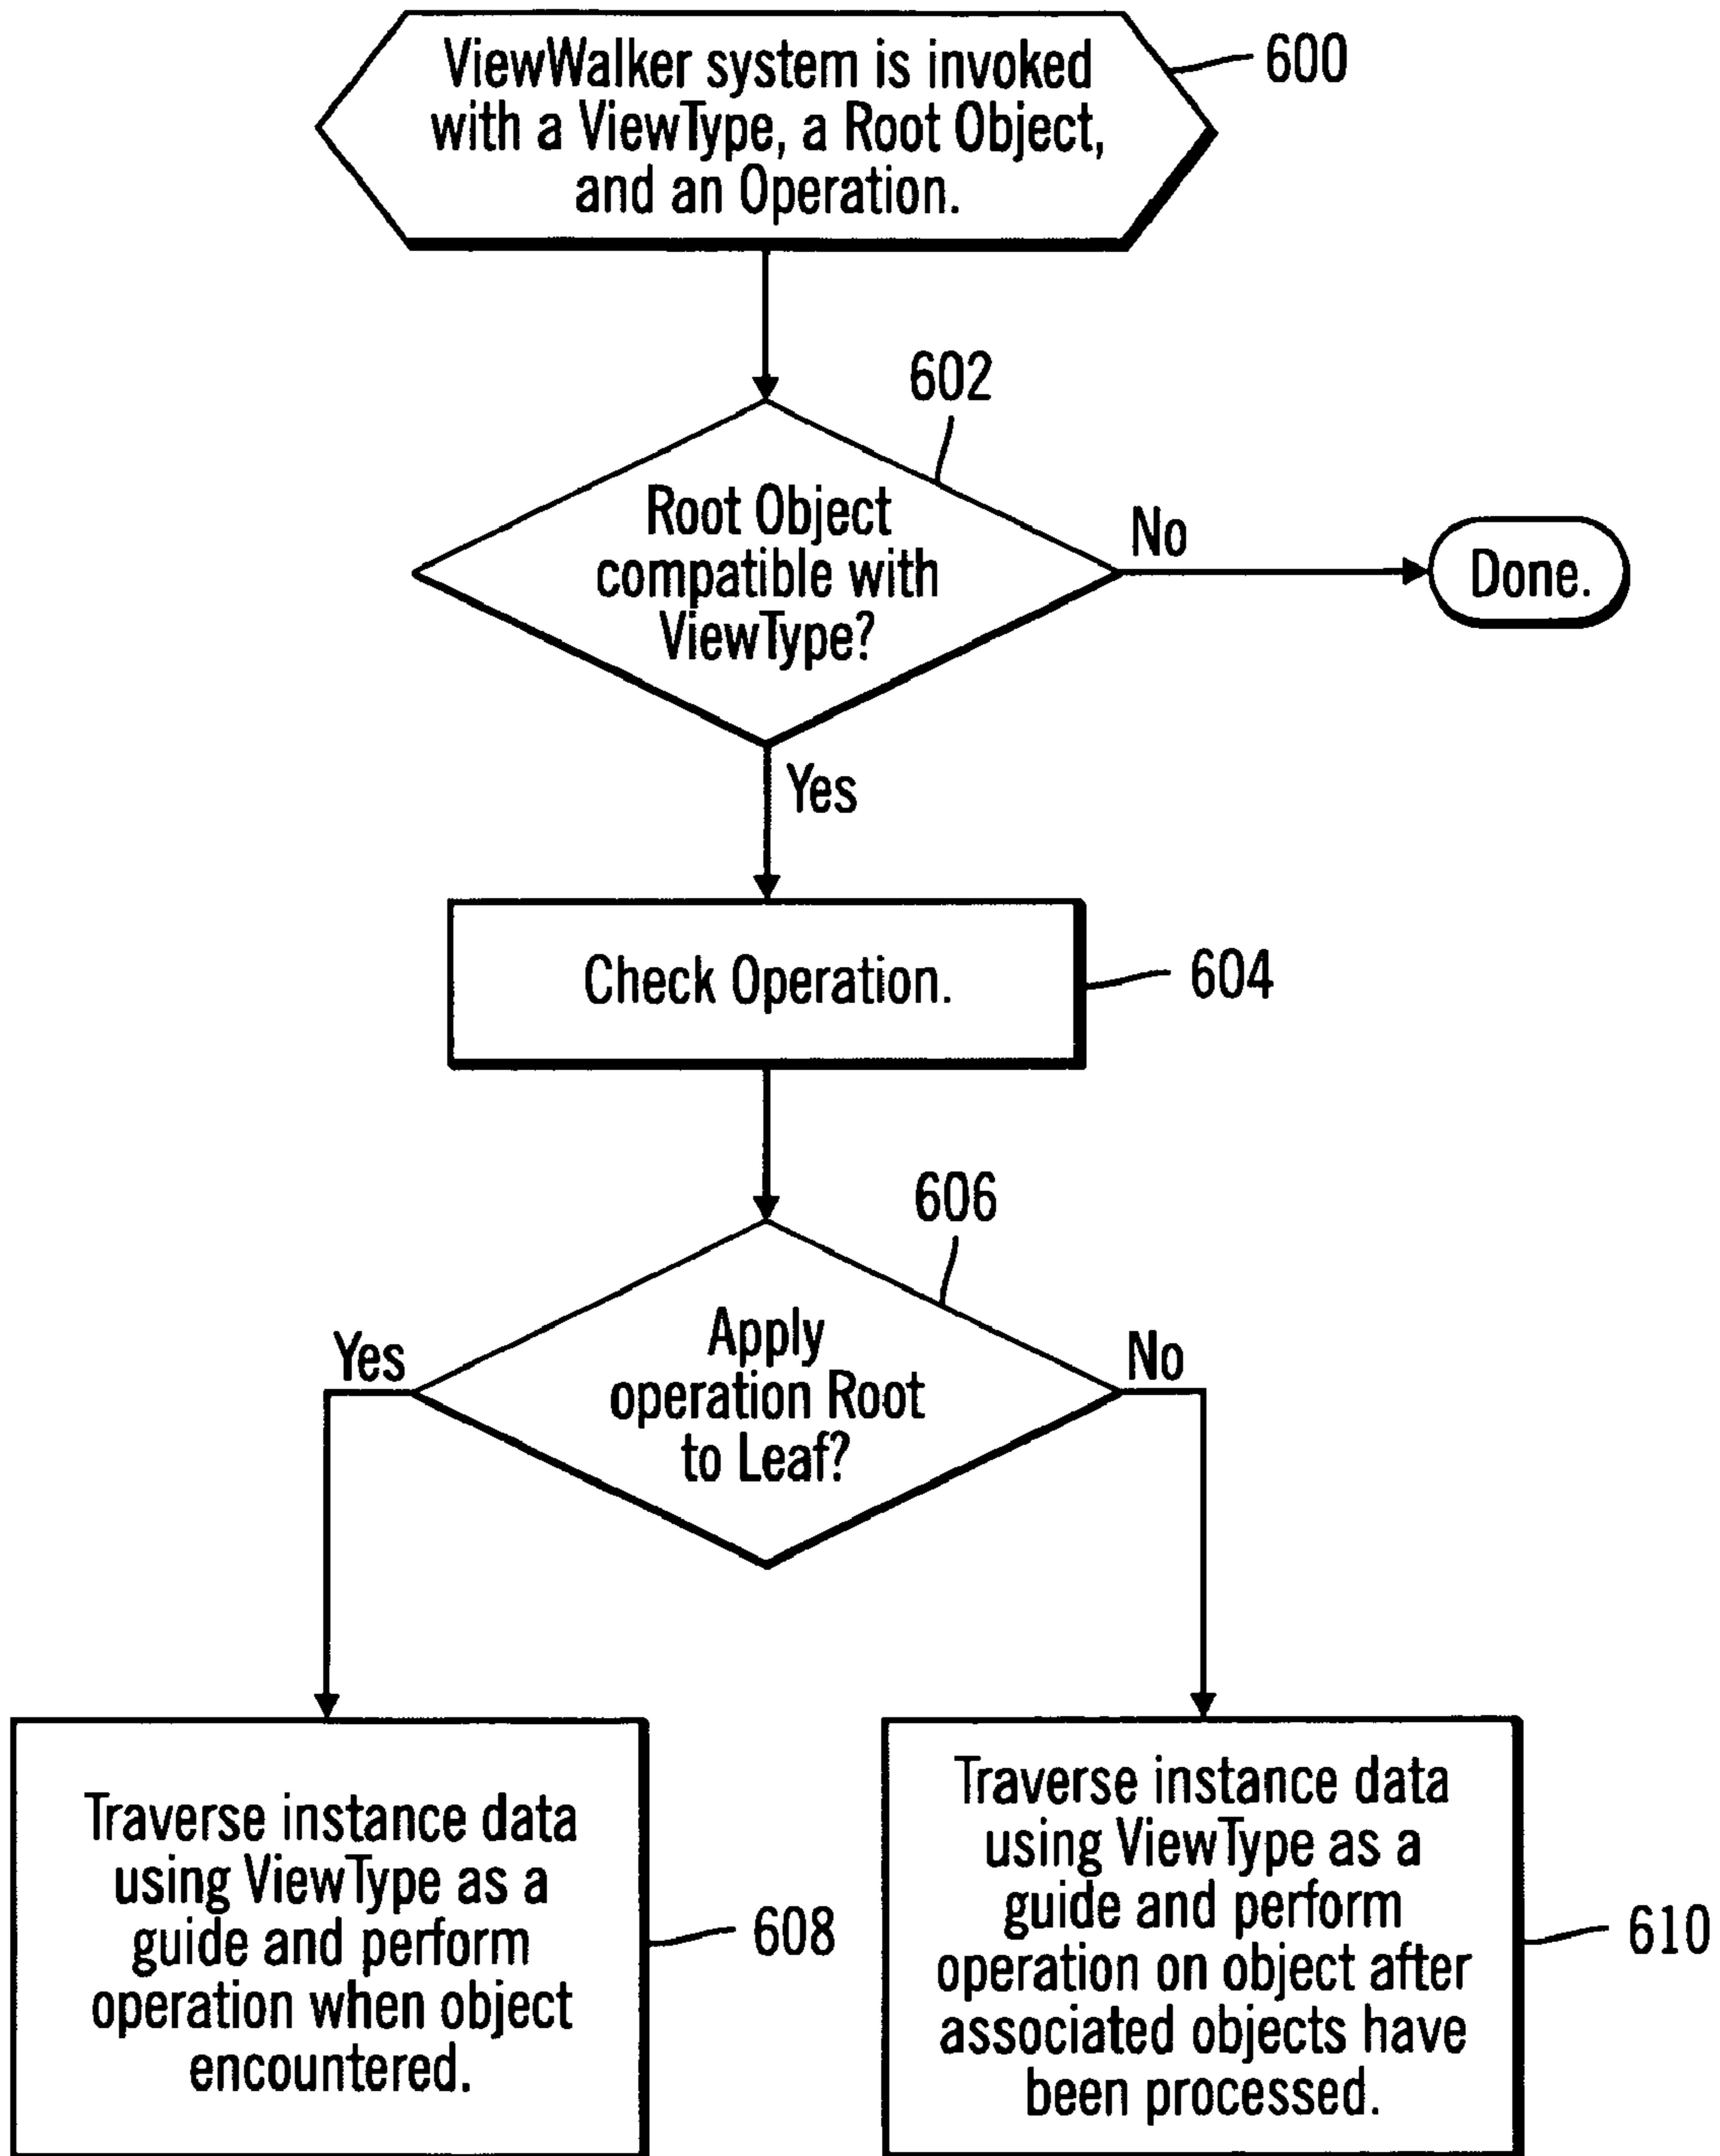 ViewWalker system is invoked
with a ViewType, a Root Object,
and an Operation.
600
602
Root Object
compatible with
ViewType?
No
Done.
Yes
Check Operation.
604
606
Apply
operation Root
to Leaf?
Yes
No
Traverse instance data
using ViewType as a
guide and perform
operation when object
encountered.
608
Traverse instance data
using ViewType as a
guide and perform
operation on object after
associated objects have
been processed.
610